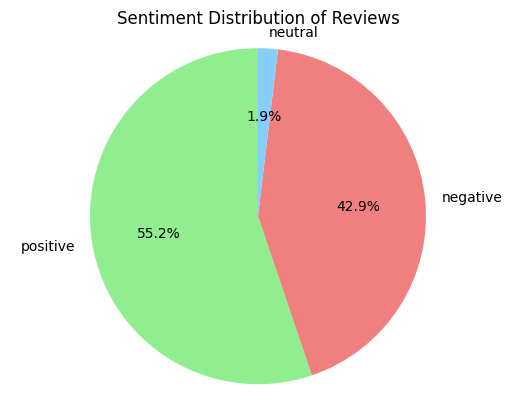 Sentiment Distribution of Reviews
neutral
1.9%
negative
42.9%
55.2%
positive